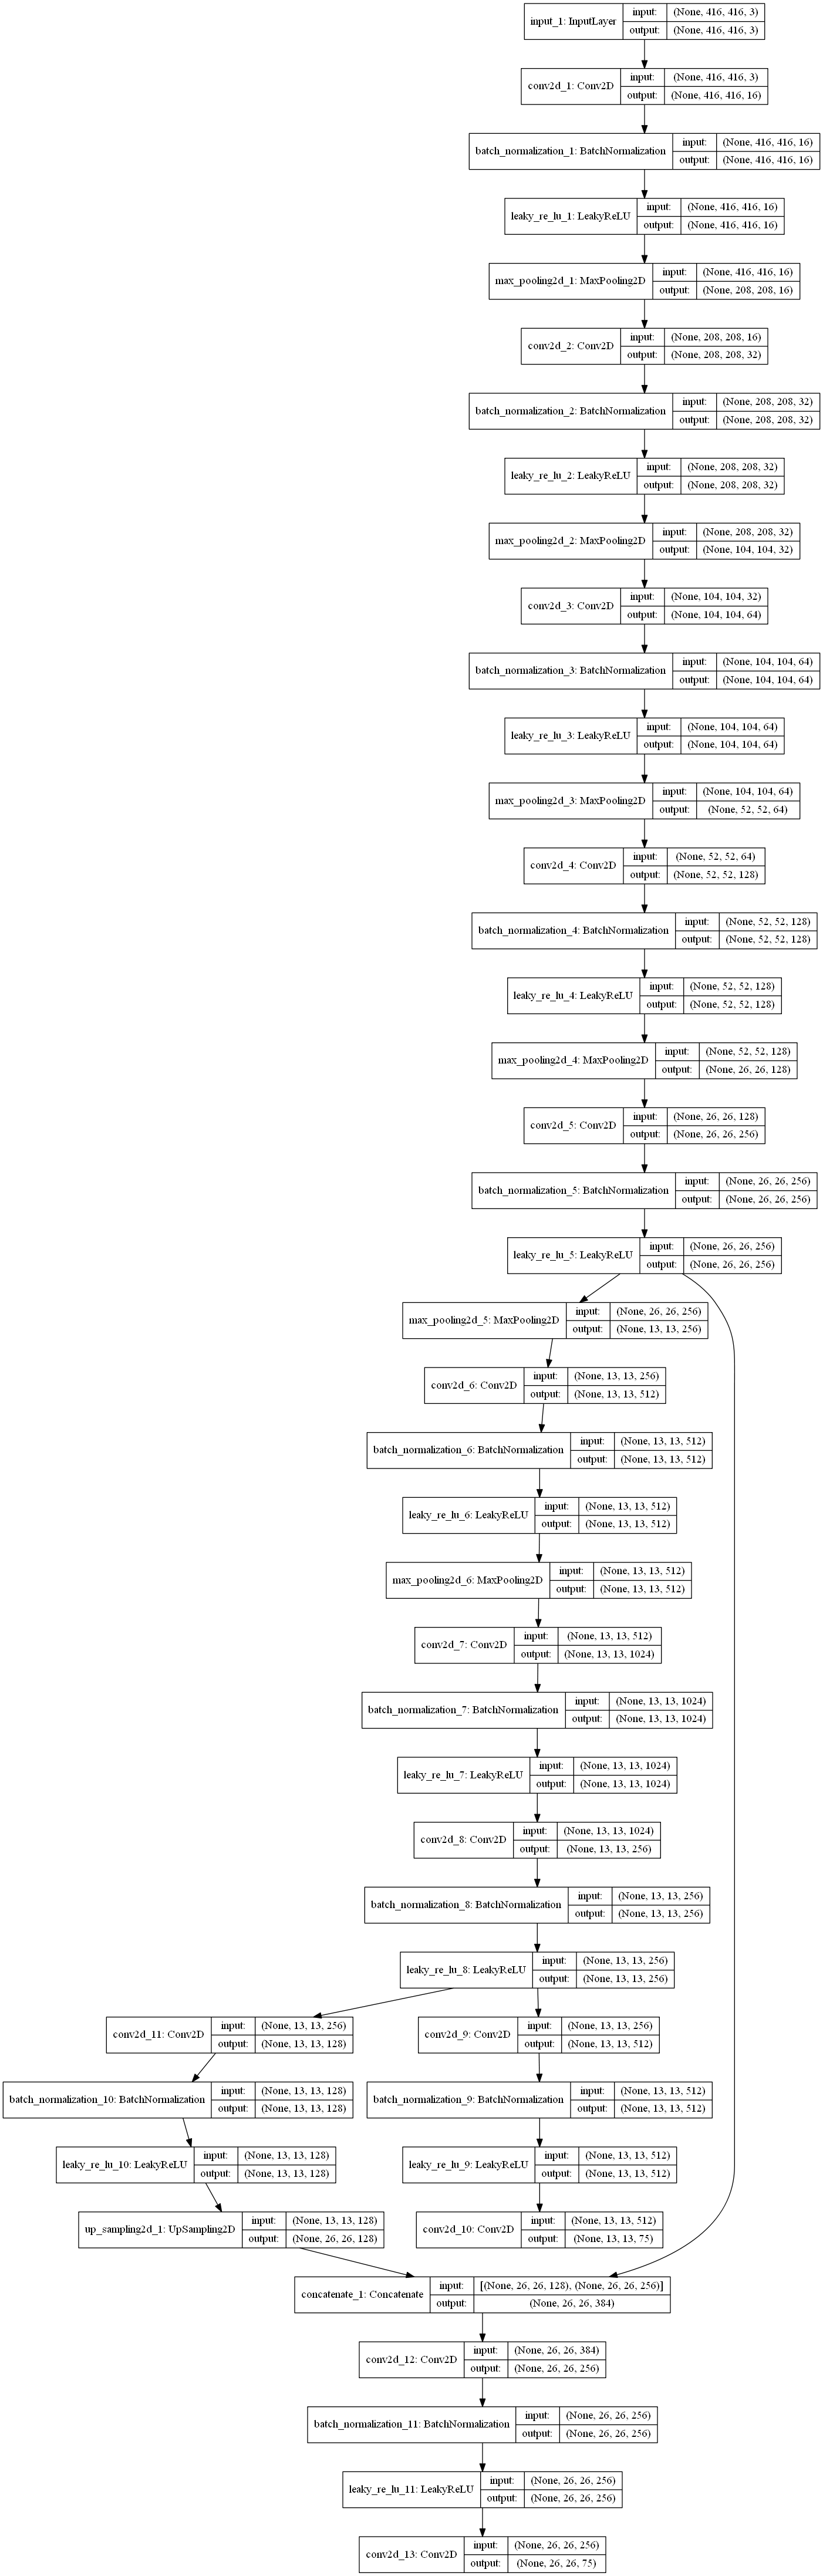 input_1: InputLayer
input: (None, 416, 416, 3)
output: (None, 416, 416, 3)
conv2d_1: Conv2D
input: (None, 416, 416, 3)
output: (None, 416, 416, 16)
batch_normalization_1: BatchNormalization
input: (None, 416, 416, 16)
output: (None, 416, 416, 16)
leaky_re_lu_1: LeakyReLU
input: (None, 416, 416, 16)
output: (None, 416, 416, 16)
max_pooling2d_1: MaxPooling2D
input: (None, 416, 416, 16)
output: (None, 208, 208, 16)
conv2d_2: Conv2D
input: (None, 208, 208, 16)
output: (None, 208, 208, 32)
batch_normalization_2: BatchNormalization
input: (None, 208, 208, 32)
output: (None, 208, 208, 32)
leaky_re_lu_2: LeakyReLU
input: (None, 208, 208, 32)
output: (None, 208, 208, 32)
max_pooling2d_2: MaxPooling2D
input: (None, 208, 208, 32)
output: (None, 104, 104, 32)
conv2d_3: Conv2D
input: (None, 104, 104, 32)
output: (None, 104, 104, 64)
batch_normalization_3: BatchNormalization
input: (None, 104, 104, 64)
output: (None, 104, 104, 64)
leaky_re_lu_3: LeakyReLU
input: (None, 104, 104, 64)
output: (None, 104, 104, 64)
max_pooling2d_3: MaxPooling2D
input: (None, 104, 104, 64)
output: (None, 52, 52, 64)
conv2d_4: Conv2D
input: (None, 52, 52, 64)
output: (None, 52, 52, 128)
batch_normalization_4: BatchNormalization
input: (None, 52, 52, 128)
output: (None, 52, 52, 128)
leaky_re_lu_4: LeakyReLU
input: (None, 52, 52, 128)
output: (None, 52, 52, 128)
max_pooling2d_4: MaxPooling2D
input: (None, 52, 52, 128)
output: (None, 26, 26, 128)
conv2d_5: Conv2D
input: (None, 26, 26, 128)
output: (None, 26, 26, 256)
batch_normalization_5: BatchNormalization
input: (None, 26, 26, 256)
output: (None, 26, 26, 256)
leaky_re_lu_5: LeakyReLU
input: (None, 26, 26, 256)
output: (None, 26, 26, 256)
max_pooling2d_5: MaxPooling2D
input: (None, 26, 26, 256)
output: (None, 13, 13, 256)
conv2d_6: Conv2D
input: (None, 13, 13, 256)
output: (None, 13, 13, 512)
batch_normalization_6: BatchNormalization
input: (None, 13, 13, 512)
output: (None, 13, 13, 512)
leaky_re_lu_6: LeakyReLU
input: (None, 13, 13, 512)
output: (None, 13, 13, 512)
max_pooling2d_6: MaxPooling2D
input: (None, 13, 13, 512)
output: (None, 13, 13, 512)
conv2d_7: Conv2D
input: (None, 13, 13, 512)
output: (None, 13, 13, 1024)
batch_normalization_7: BatchNormalization
input: (None, 13, 13, 1024)
output: (None, 13, 13, 1024)
leaky_re_lu_7: LeakyReLU
input: (None, 13, 13, 1024)
output: (None, 13, 13, 1024)
conv2d_8: Conv2D
input: (None, 13, 13, 1024)
output: (None, 13, 13, 256)
batch_normalization_8: BatchNormalization
input: (None, 13, 13, 256)
output: (None, 13, 13, 256)
leaky_re_lu_8: LeakyReLU
input: (None, 13, 13, 256)
output: (None, 13, 13, 256)
conv2d_11: Conv2D
input: (None, 13, 13, 256)
output: (None, 13, 13, 128)
conv2d_9: Conv2D
input: (None, 13, 13, 256)
output: (None, 13, 13, 512)
batch_normalization_10: BatchNormalization
input: (None, 13, 13, 128)
output: (None, 13, 13, 128)
batch_normalization_9: BatchNormalization
input: (None, 13, 13, 512)
output: (None, 13, 13, 512)
leaky_re_lu_10: LeakyReLU
input: (None, 13, 13, 128)
output: (None, 13, 13, 128)
leaky_re_lu_9: LeakyReLU
input: (None, 13, 13, 512)
output: (None, 13, 13, 512)
up_sampling2d_1: UpSampling2D
input: (None, 13, 13, 128)
output: (None, 26, 26, 128)
conv2d_10: Conv2D
input: (None, 13, 13, 512)
output: (None, 13, 13, 75)
concatenate_1: Concatenate
input: [(None, 26, 26, 128), (None, 26, 26, 256)]
output: (None, 26, 26, 384)
conv2d_12: Conv2D
input: (None, 26, 26, 384)
output: (None, 26, 26, 256)
batch_normalization_11: BatchNormalization
input: (None, 26, 26, 256)
output: (None, 26, 26, 256)
leaky_re_lu_11: LeakyReLU
input: (None, 26, 26, 256)
output: (None, 26, 26, 256)
conv2d_13: Conv2D
input: (None, 26, 26, 256)
output: (None, 26, 26, 75)